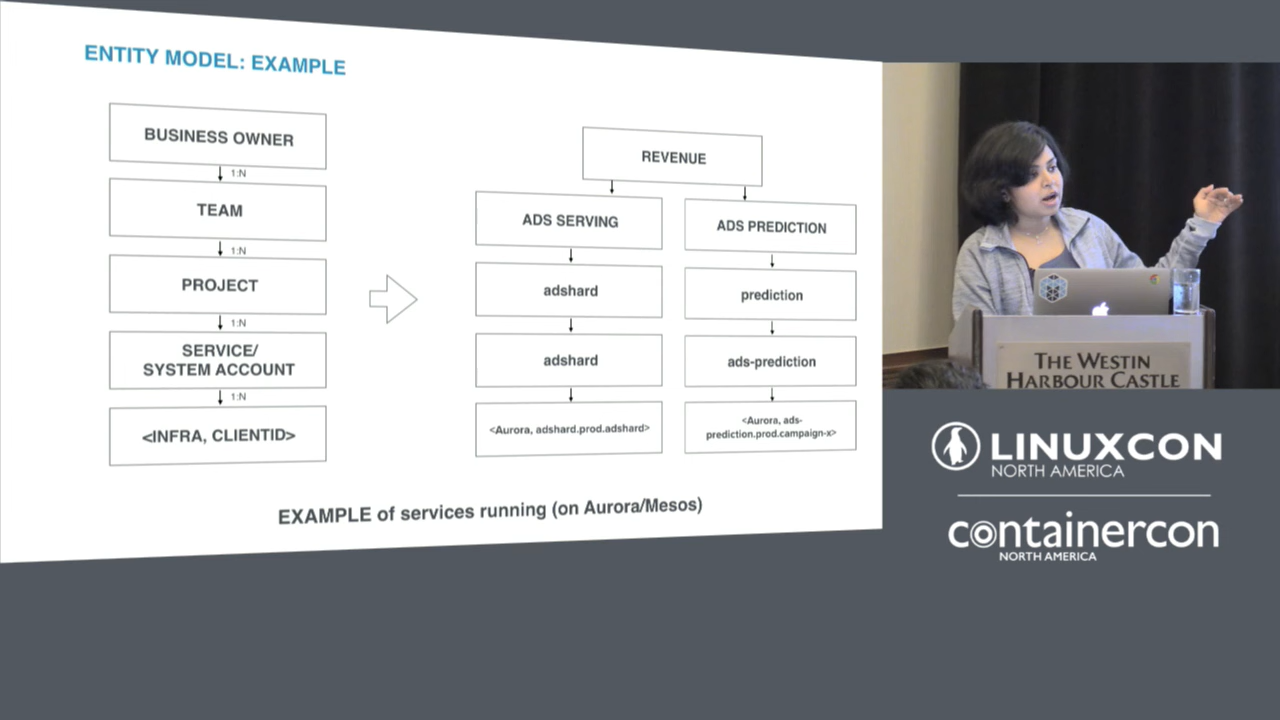 ENTITY MODEL: EXAMPLE
BUSINESS OWNER
1:N
TEAM
1:N
PROJECT
1:N
SERVICE/
SYSTEM ACCOUNT
1:N
<INFRA, CLIENTID>
REVENUE
ADS SERVING
ADS PREDICTION
adshard
prediction
adshard
ads-prediction
<Aurora, adshard.prod.adshard>
<Aurora, ads-
prediction.prod.campaign-x>
EXAMPLE of services running (on Aurora/Mesos)
THE WESTIN
HARBOUR CASTLE
LINUXCON
NORTH AMERICA
containercon
NORTH AMERICA